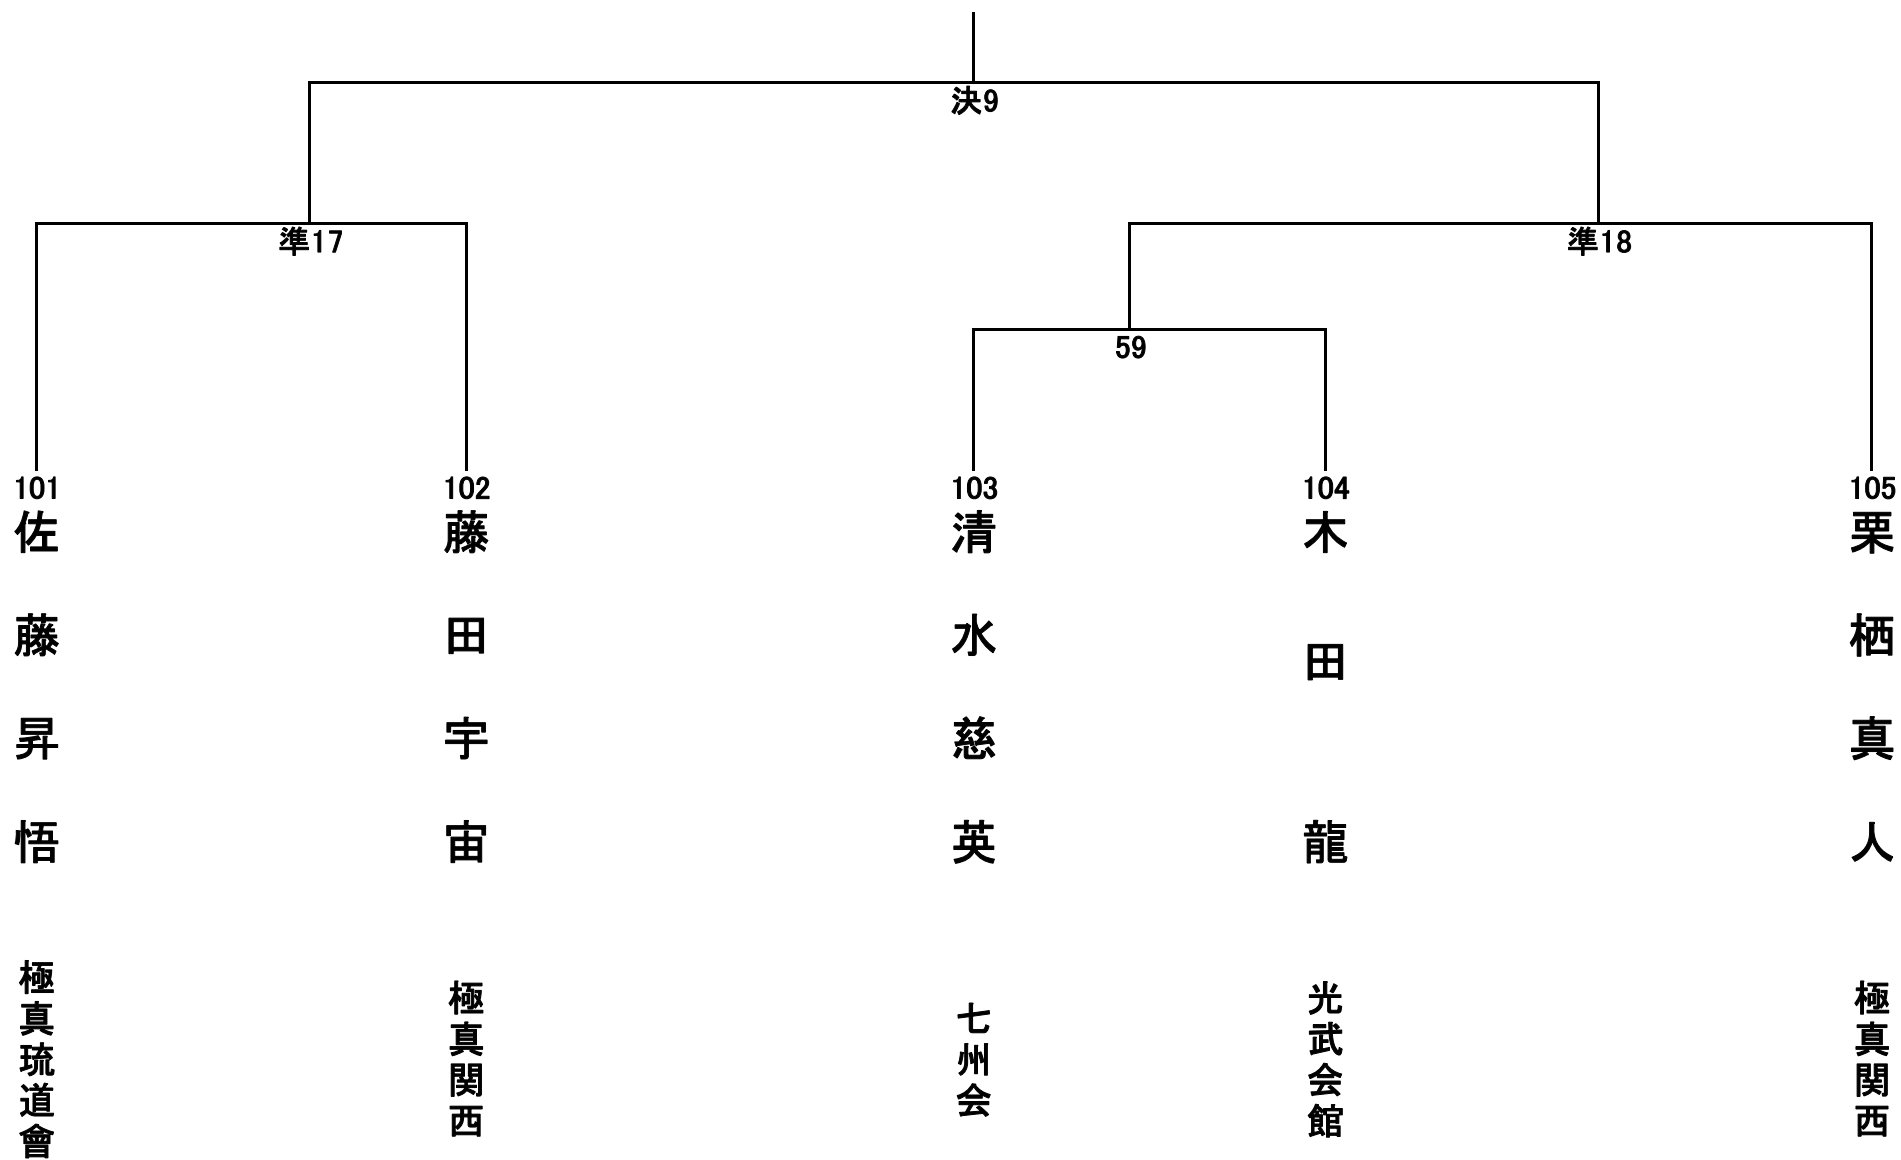 決9
準17
準18
59
101
佐藤昇悟
極真琉道會
102
藤田宇宙
極真関西
103
清水慈英
七州会
104
木田龍
光武会館
105
栗栖真人
極真関西